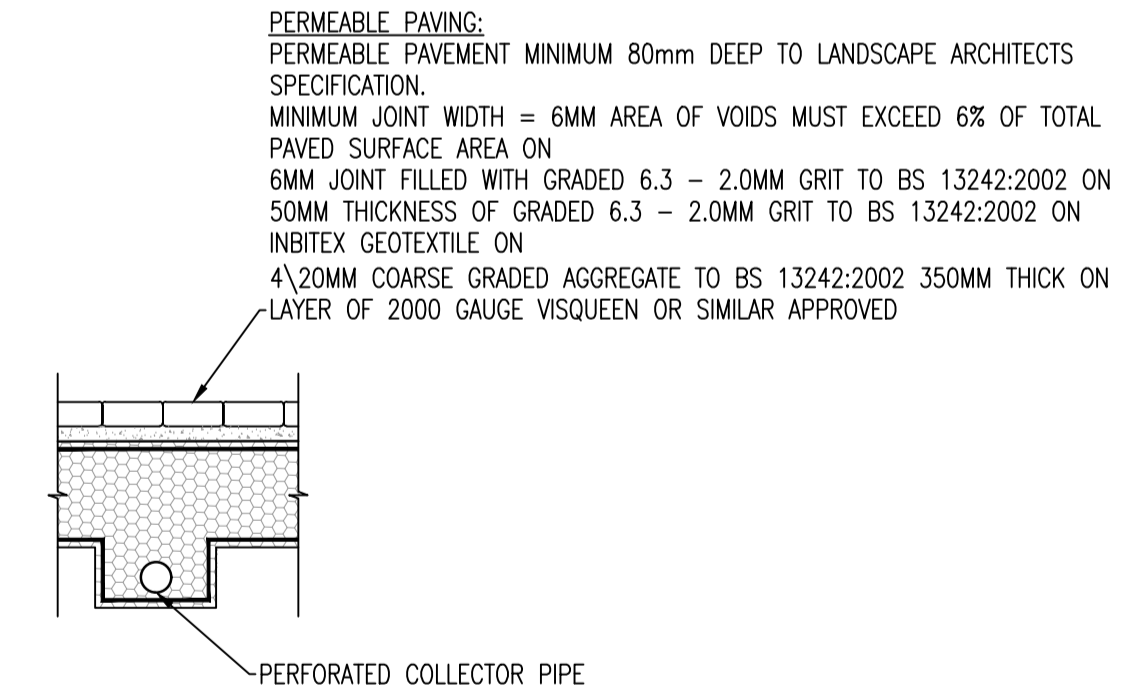 PERMEABLE PAVING:
PERMEABLE PAVEMENT MINIMUM 80mm DEEP TO LANDSCAPE ARCHITECTS
SPECIFICATION.
MINIMUM JOINT WIDTH = 6MM AREA OF VOIDS MUST EXCEED 6% OF TOTAL
PAVED SURFACE AREA ON
6MM JOINT FILLED WITH GRADED 6.3 – 2.0MM GRIT TO BS 13242:2002 ON
50MM THICKNESS OF GRADED 6.3 – 2.0MM GRIT TO BS 13242:2002 ON
INBITEX GEOTEXTILE ON
4\20MM COARSE GRADED AGGREGATE TO BS 13242:2002 350MM THICK ON
LAYER OF 2000 GAUGE VISQUEEN OR SIMILAR APPROVED
PERFORATED COLLECTOR PIPE